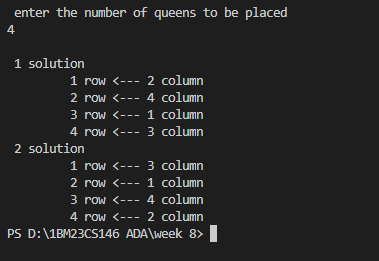 enter the number of queens to be placed
4
1 solution
1 row <--- 2 column
2 row <--- 4 column
3 row <--- 1 column
4 row <--- 3 column
2 solution
1 row <--- 3 column
2 row <--- 1 column
3 row <--- 4 column
4 row <--- 2 column
PS D:\1BM23CS146 ADA\week 8>